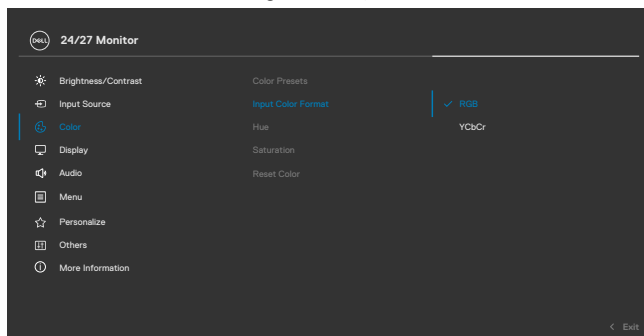 DELL
24/27 Monitor
Brightness/Contrast Color Presets
Input Source Input Color Format RGB
Color Hue YCbCr
Display Saturation
Audio Reset Color
Menu
Personalize
Others
More Information
Exit